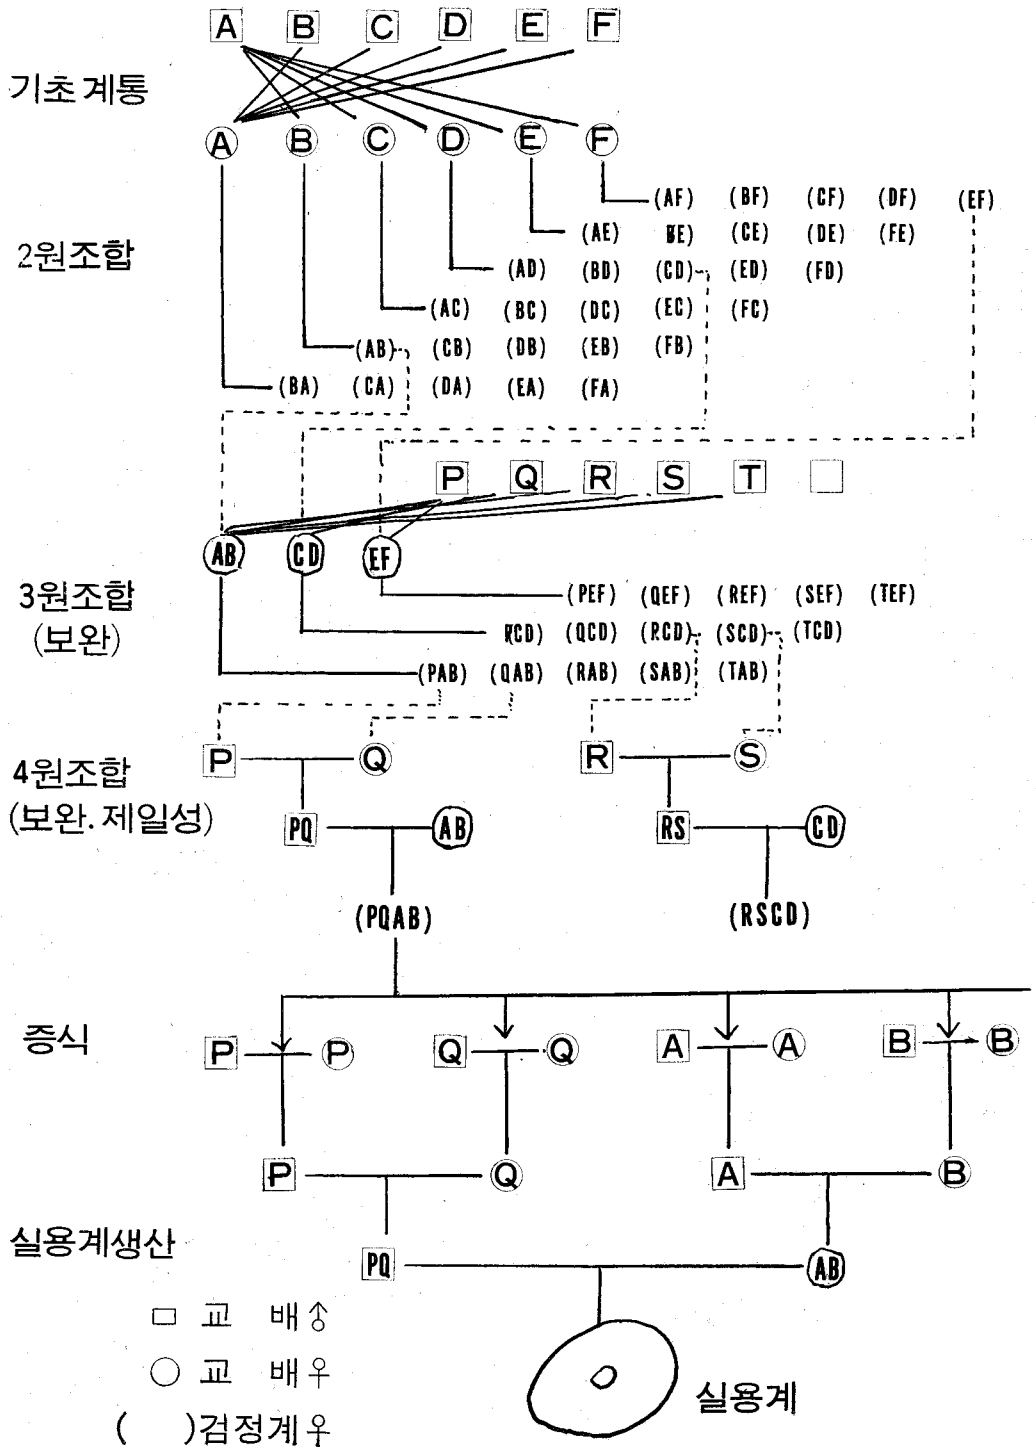 A B C D E F
기초 계통
A B C D E F
(AF) (BF) (CF) (DF) (EF)
(AE) BE) (CE) (DE) (FE)
2원조합
(AD) (BD) (CD) (ED) (FD)
(AC) (BC) (DC) (EC) (FC)
(AB) (CB) (DB) (EB) (FB)
(BA) (CA) (DA) (EA) (FA)
P Q R S T
AB CD EF
3원조합
(보완)
(PEF) (QEF) (REF) (SEF) (TEF)
(QCD) (RCD) (SCD) (TCD)
(PAB) (QAB) (RAB) (SAB) (TAB)
P Q R S
4원조합
(보완. 제일성)
PQ AB RS CD
(PQAB) (RSCD)
증식
P P Q Q A A B B
P Q A B
실용계생산
PQ AB
□ 교 배♂
○ 교 배♀
( )검정계♀
실용계